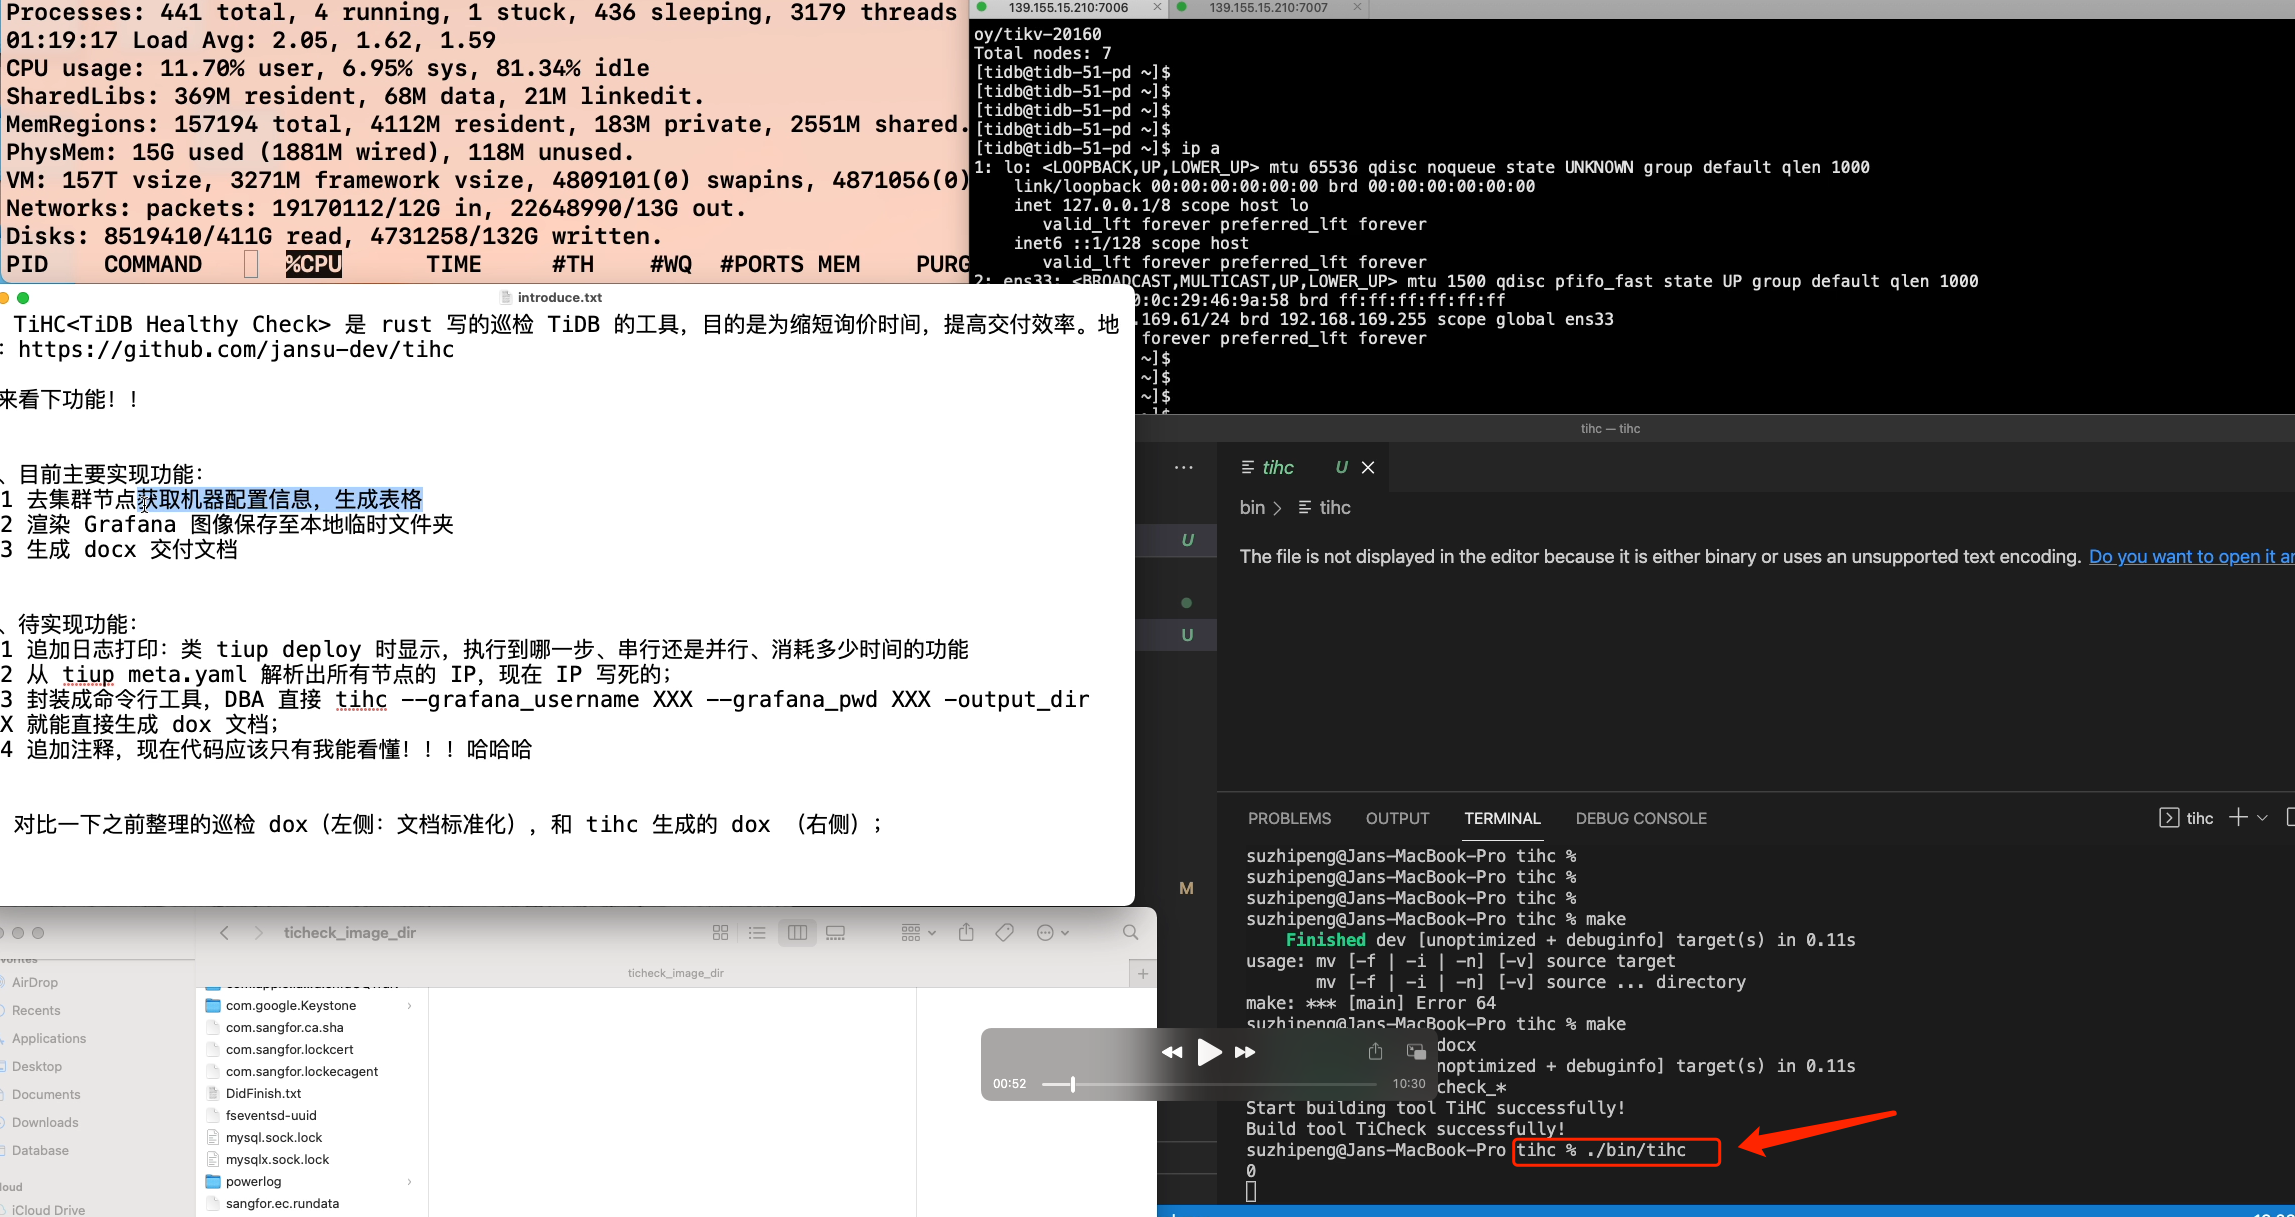 Processes: 441 total, 4 running, 1 stuck, 436 sleeping, 3179 threads
01:19:17 Load Avg: 2.05, 1.62, 1.59
CPU usage: 11.70% user, 6.95% sys, 81.34% idle
SharedLibs: 369M resident, 68M data, 21M linkedit.
MemRegions: 157194 total, 4112M resident, 183M private, 2551M shared.
PhysMem: 15G used (1881M wired), 118M unused.
VM: 157T vsize, 3271M framework vsize, 4809101(0) swapins, 4871056(0)
Networks: packets: 19170112/12G in, 22648990/13G out.
Disks: 8519410/411G read, 4731258/132G written.
PID COMMAND %CPU TIME #TH #WQ #PORTS MEM PURG
139.155.15.210:7006 139.155.15.210:7007
oy/tikv-20160
Total nodes: 7
[tidb@tidb-51-pd ~]$
[tidb@tidb-51-pd ~]$
[tidb@tidb-51-pd ~]$
[tidb@tidb-51-pd ~]$
[tidb@tidb-51-pd ~]$ ip a
1: lo: <LOOPBACK,UP,LOWER_UP> mtu 65536 qdisc noqueue state UNKNOWN group default qlen 1000
link/loopback 00:00:00:00:00:00 brd 00:00:00:00:00:00
inet 127.0.0.1/8 scope host lo
valid_lft forever preferred_lft forever
inet6 ::1/128 scope host
valid_lft forever preferred_lft forever
2: ens33: <BROADCAST,MULTICAST,UP,LOWER_UP> mtu 1500 qdisc pfifo_fast state UP group default qlen 1000
0:0c:29:46:9a:58 brd ff:ff:ff:ff:ff:ff
.169.61/24 brd 192.168.169.255 scope global ens33
forever preferred_lft forever
~]$
~]$
~]$
introduce.txt
TiHC<TiDB Healthy Check> 是 rust 写的巡检 TiDB 的工具，目的是为缩短询价时间，提高交付效率。地
：https://github.com/jansu-dev/tihc
来看下功能！！
、目前主要实现功能：
1 去集群节点获取机器配置信息，生成表格
2 渲染 Grafana 图像保存至本地临时文件夹
3 生成 docx 交付文档
、待实现功能：
1 追加日志打印：类 tiup deploy 时显示，执行到哪一步、串行还是并行、消耗多少时间的功能
2 从 tiup meta.yaml 解析出所有节点的 IP，现在 IP 写死的；
3 封装成命令行工具，DBA 直接 tihc --grafana_username XXX --grafana_pwd XXX -output_dir
X 就能直接生成 dox 文档；
4 追加注释，现在代码应该只有我能看懂！！！哈哈哈
对比一下之前整理的巡检 dox（左侧：文档标准化），和 tihc 生成的 dox （右侧）；
tihc — tihc
tihc U
bin > tihc
U
U
M
The file is not displayed in the editor because it is either binary or uses an unsupported text encoding. Do you want to open it
PROBLEMS OUTPUT TERMINAL DEBUG CONSOLE
tihc
suzhipeng@Jans-MacBook-Pro tihc %
suzhipeng@Jans-MacBook-Pro tihc %
suzhipeng@Jans-MacBook-Pro tihc %
suzhipeng@Jans-MacBook-Pro tihc % make
Finished dev [unoptimized + debuginfo] target(s) in 0.11s
usage: mv [-f | -i | -n] [-v] source target
mv [-f | -i | -n] [-v] source ... directory
make: *** [main] Error 64
suzhipeng@Jans-MacBook-Pro tihc % make
docx
noptimized + debuginfo] target(s) in 0.11s
check_*
Start building tool TiHC successfully!
Build tool TiCheck successfully!
suzhipeng@Jans-MacBook-Pro tihc % ./bin/tihc
0
00:52 10:30
ticheck_image_dir
ticheck_image_dir
AirDrop
Recents
Applications
Desktop
Documents
Downloads
Database
loud
iCloud Drive
com.google.Keystone
com.sangfor.ca.sha
com.sangfor.lockcert
com.sangfor.lockecagent
DidFinish.txt
fseventsd-uuid
mysql.sock.lock
mysqlx.sock.lock
powerlog
sangfor.ec.rundata